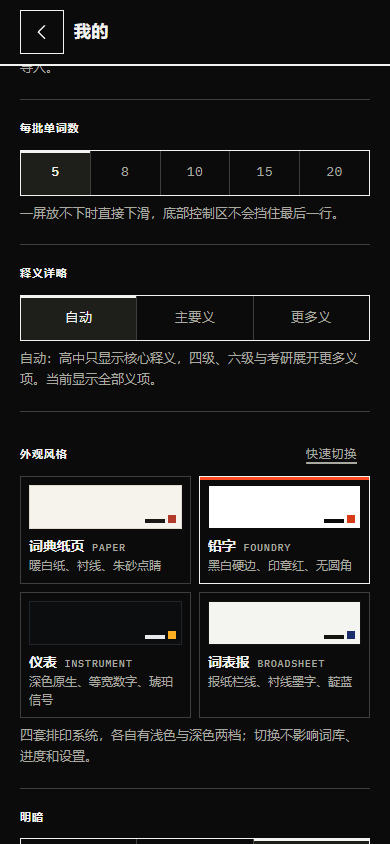 我的
导入。
每批单词数
5 8 10 15 20
一屏放不下时直接下滑，底部控制区不会挡住最后一行。
释义详略
自动 主要义 更多义
自动：高中只显示核心释义，四级、六级与考研展开更多义
项。当前显示全部义项。
外观风格 快速切换
词典纸页 PAPER
暖白纸、衬线、朱砂点睛
铅字 FOUNDRY
黑白硬边、印章红、无圆角
仪表 INSTRUMENT
深色原生、等宽数字、琥珀
信号
词表报 BROADSHEET
报纸栏线、衬线墨字、靛蓝
四套排印系统，各自有浅色与深色两档；切换不影响词库、
进度和设置。
明暗